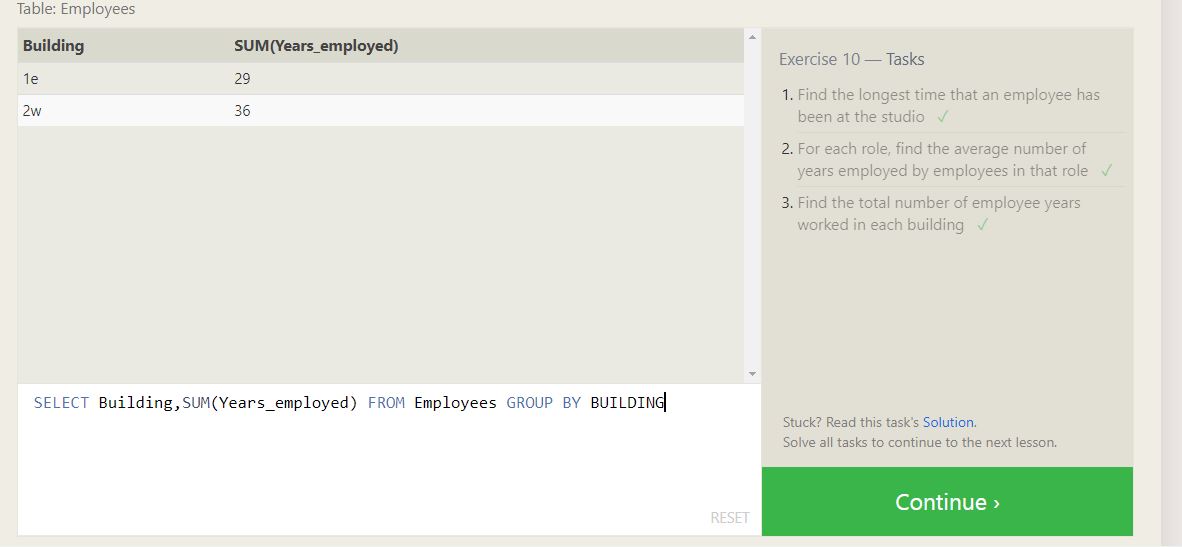 Table: Employees
Building SUM(Years_employed)
1e 29
2w 36
SELECT Building,SUM(Years_employed) FROM Employees GROUP BY BUILDING
RESET
Exercise 10 — Tasks
1. Find the longest time that an employee has
been at the studio ✓
2. For each role, find the average number of
years employed by employees in that role ✓
3. Find the total number of employee years
worked in each building ✓
Stuck? Read this task's Solution.
Solve all tasks to continue to the next lesson.
Continue ›